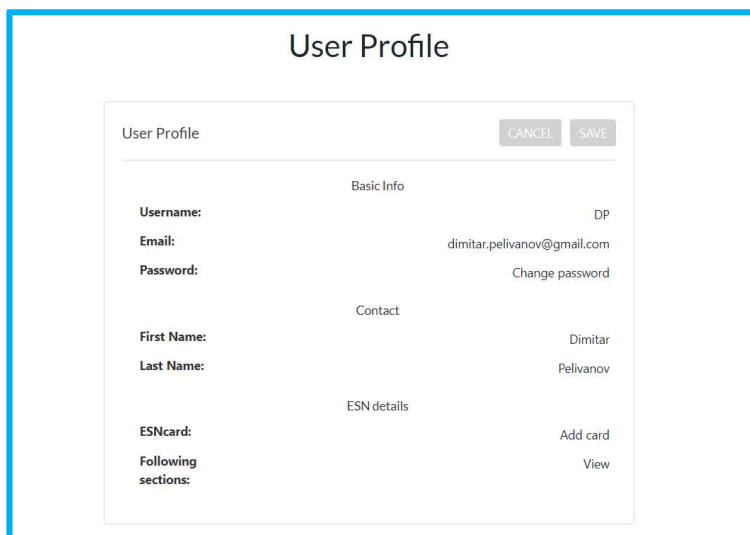 User Profile
User Profile CANCEL SAVE
Basic Info
Username: DP
Email: dimitar.pelivanov@gmail.com
Password: Change password
Contact
First Name: Dimitar
Last Name: Pelivanov
ESN details
ESNcard: Add card
Following View
sections: